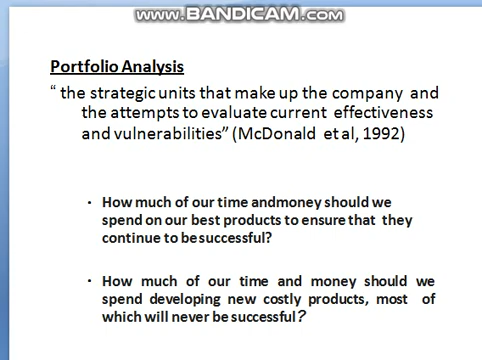 www.BANDICAM.com
Portfolio Analysis
“ the strategic units that make up the company and
the attempts to evaluate current effectiveness
and vulnerabilities” (McDonald et al, 1992)
• How much of our time andmoney should we
spend on our best products to ensure that they
continue to be successful?
• How much of our time and money should we
spend developing new costly products, most of
which will never be successful?